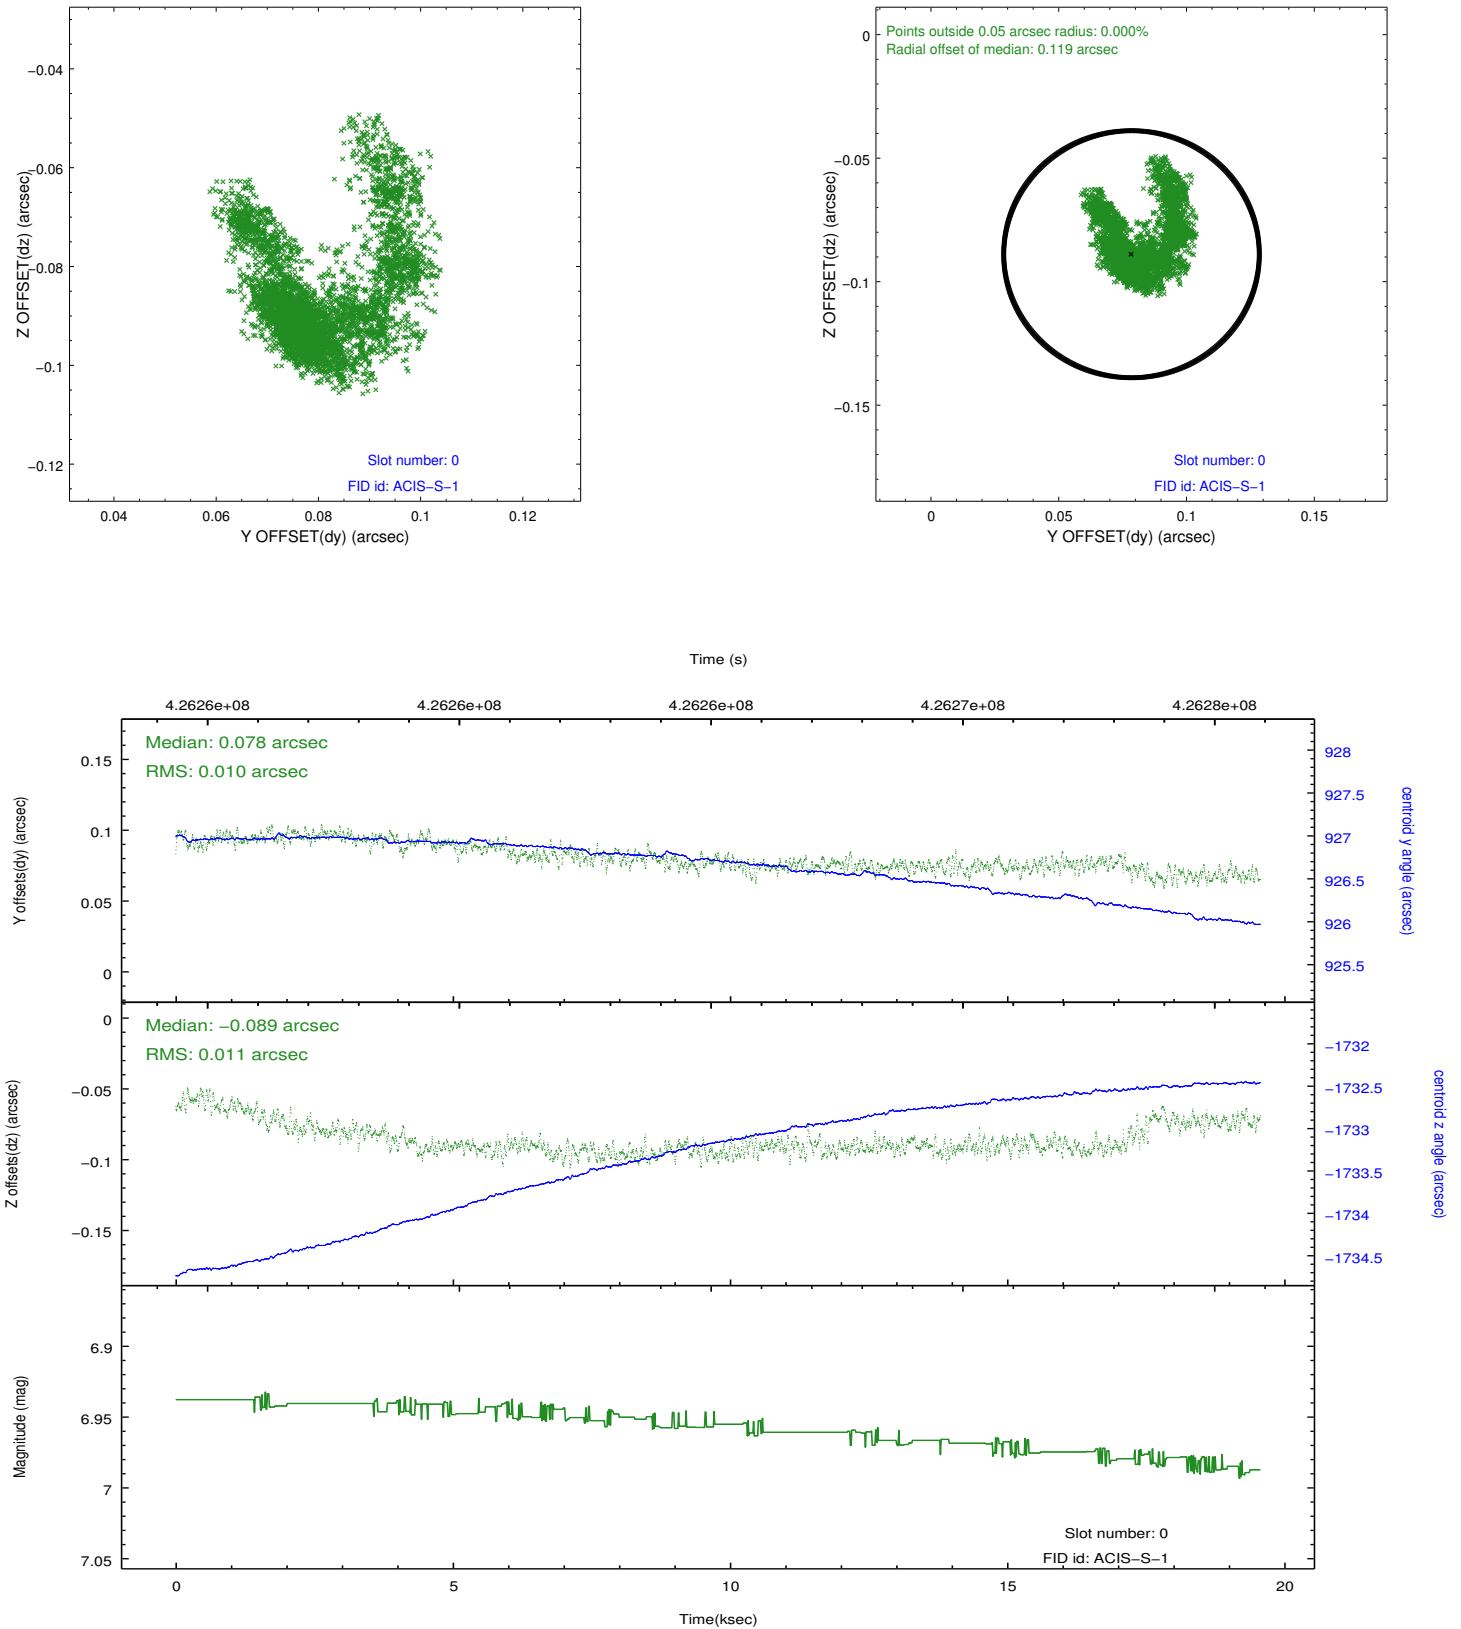 −0.04
−0.06
−0.08
−0.1
−0.12
Z OFFSET(dz) (arcsec)
Slot number: 0
FID id: ACIS−S−1
0.04
0.06
0.08
0.1
0.12
Y OFFSET(dy) (arcsec)
Points outside 0.05 arcsec radius: 0.000%
Radial offset of median: 0.119 arcsec
0
−0.05
−0.1
−0.15
Z OFFSET(dz) (arcsec)
Slot number: 0
FID id: ACIS−S−1
0
0.05
0.1
0.15
Y OFFSET(dy) (arcsec)
Time (s)
4.2626e+08
4.2626e+08
4.2626e+08
4.2627e+08
4.2628e+08
Median: 0.078 arcsec
RMS: 0.010 arcsec
0.15
0.1
0.05
0
Y offsets(dy) (arcsec)
928
927.5
927
926.5
926
925.5
centroid y angle (arcsec)
Median: −0.089 arcsec
RMS: 0.011 arcsec
0
−0.05
−0.1
−0.15
Z offsets(dz) (arcsec)
−1732
−1732.5
−1733
−1733.5
−1734
−1734.5
centroid z angle (arcsec)
6.9
6.95
7
7.05
Magnitude (mag)
Slot number: 0
FID id: ACIS−S−1
0
5
10
15
20
Time(ksec)